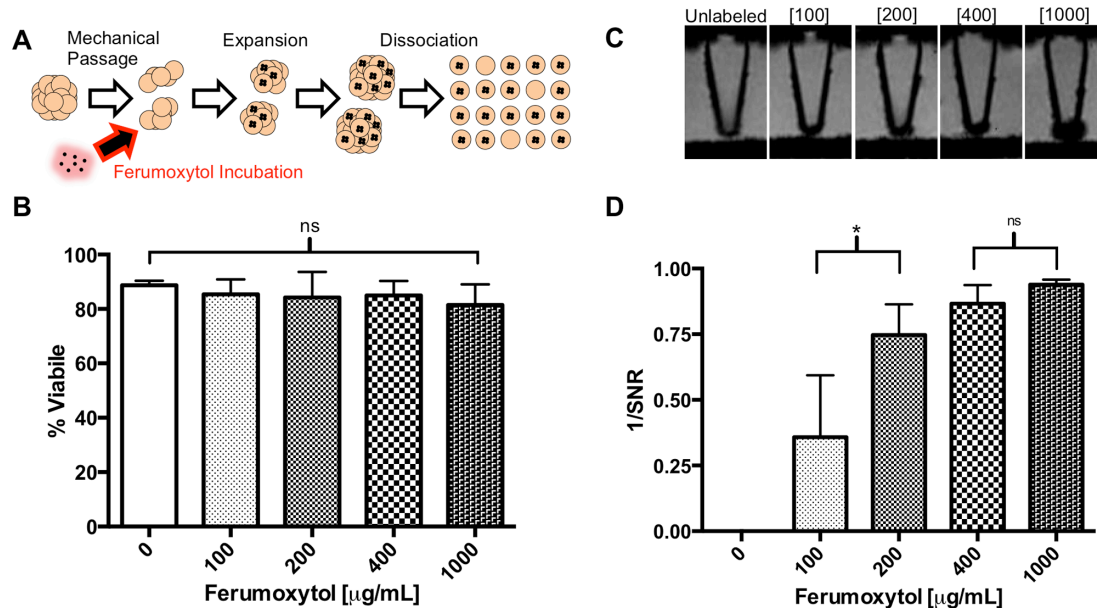 A
Mechanical
Passage
Expansion
Dissociation
Ferumoxytol Incubation
B
ns
% Viabile
100
80
60
40
20
0
0
100
200
400
1000
Ferumoxytol [μg/mL]
C
Unlabeled [100] [200] [400] [1000]
D
*
ns
1/SNR
1.00
0.75
0.50
0.25
0.00
0
100
200
400
1000
Ferumoxytol [μg/mL]